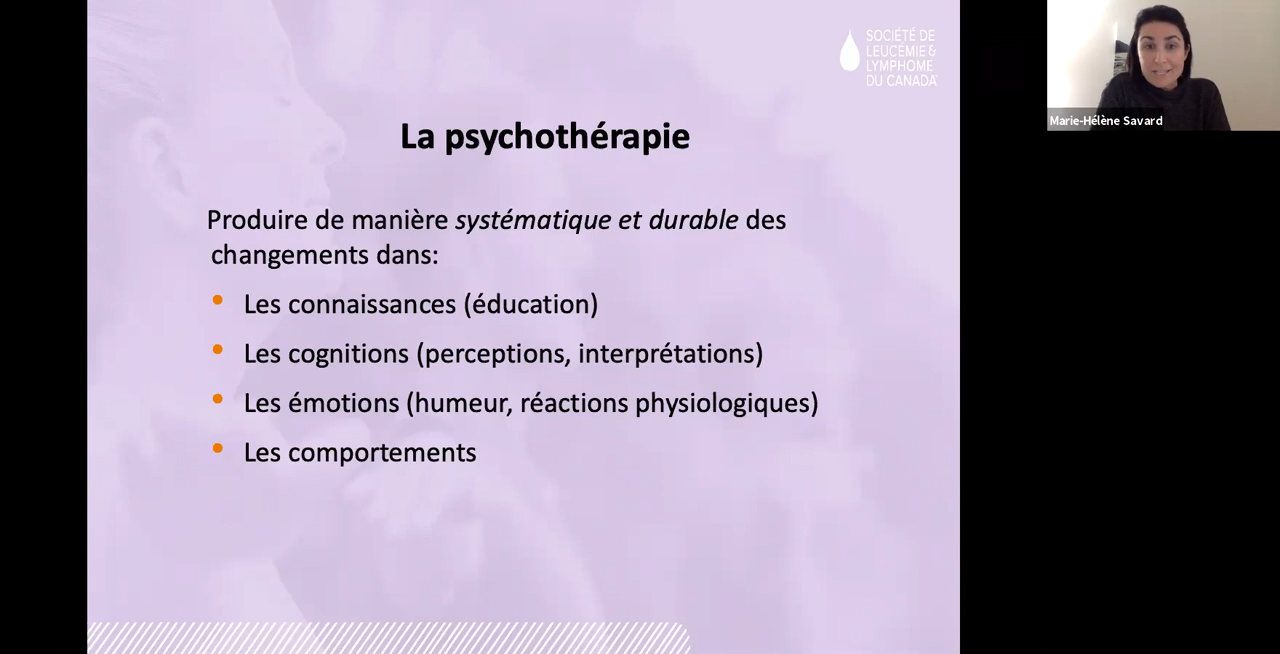 SOCIÉTÉ DE
LEUCÉMIE &
LYMPHOME
DU CANADA
La psychothérapie
Produire de manière systématique et durable des
changements dans:
• Les connaissances (éducation)
• Les cognitions (perceptions, interprétations)
• Les émotions (humeur, réactions physiologiques)
• Les comportements
Marie-Hélène Savard